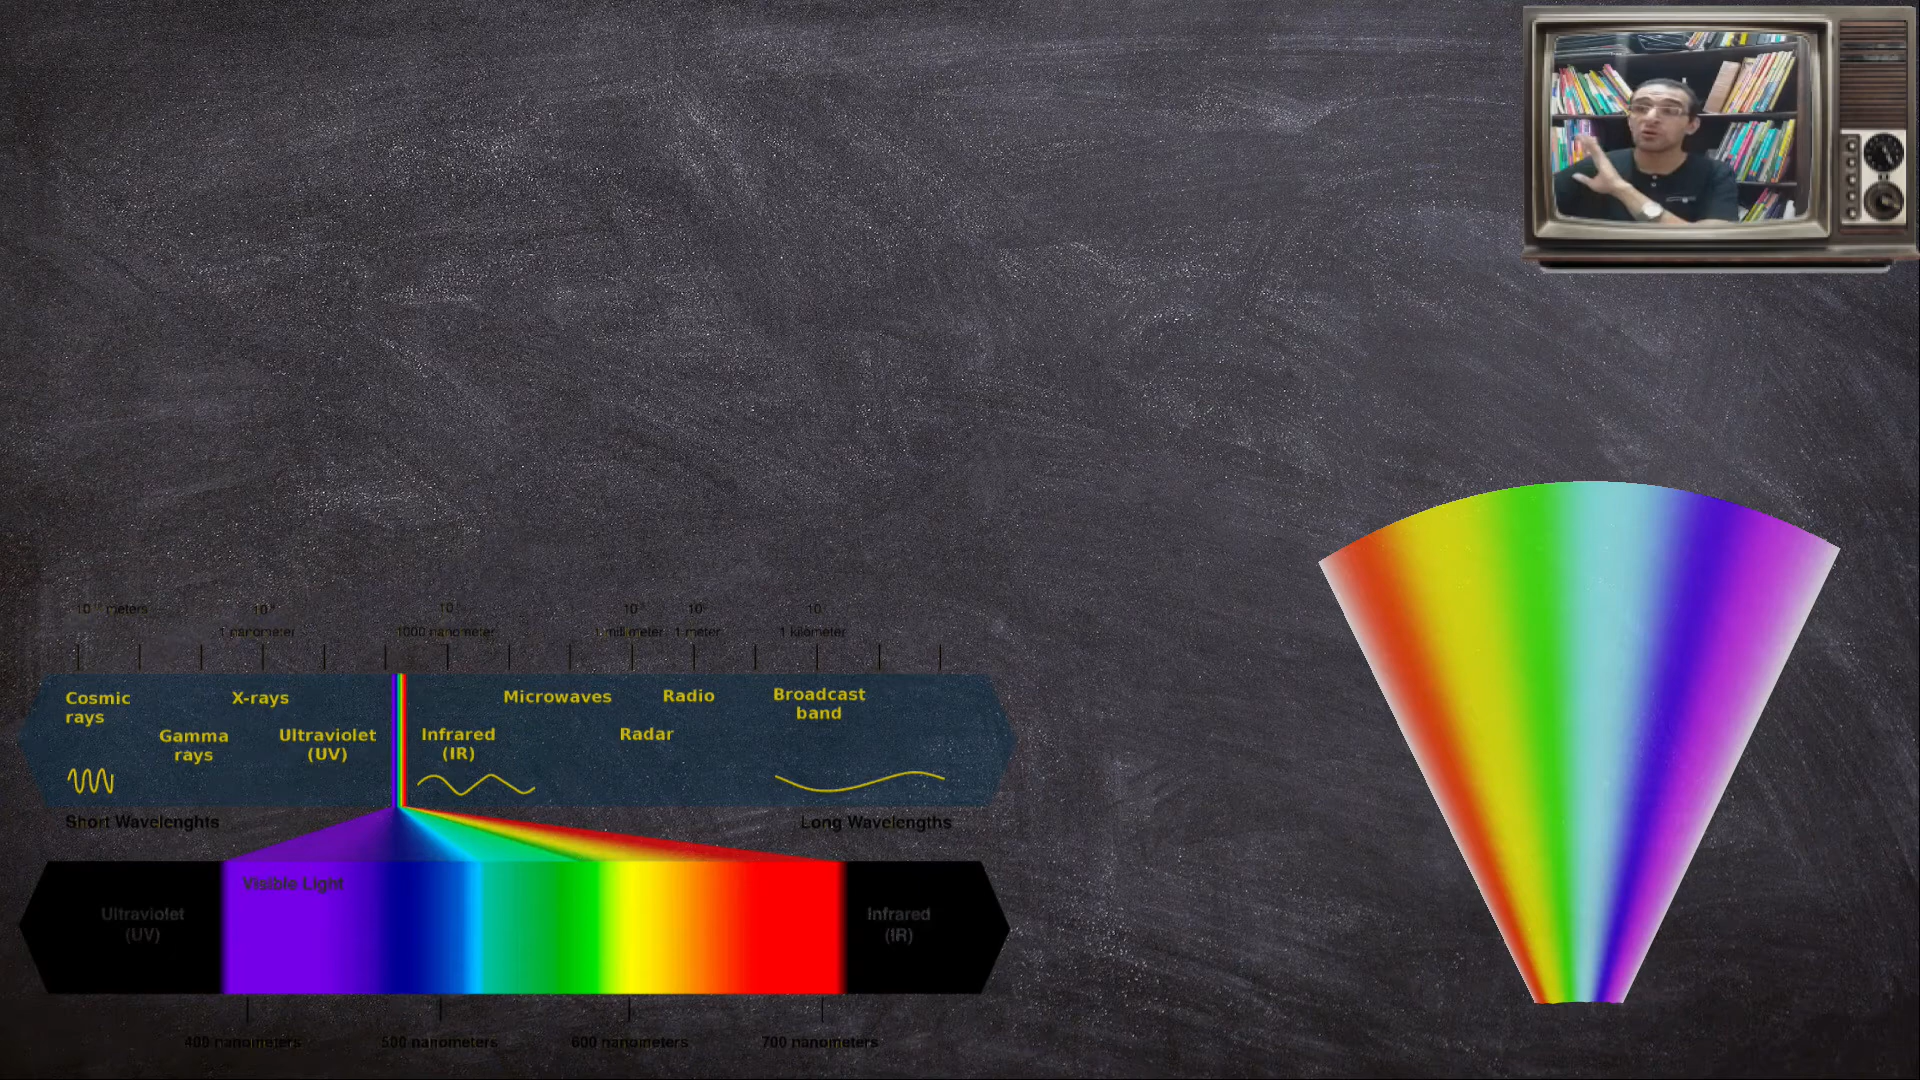 meters
1 nanometer
1000 nanometer
1 millimeter
1 meter
1 kilometer
Cosmic
rays
X-rays
Microwaves
Radio
Broadcast
band
Gamma
rays
Ultraviolet
(UV)
Infrared
(IR)
Radar
Short Wavelenghts
Long Wavelengths
Visible Light
Ultraviolet
(UV)
Infrared
(IR)
400 nanometers
500 nanometers
600 nanometers
700 nanometers